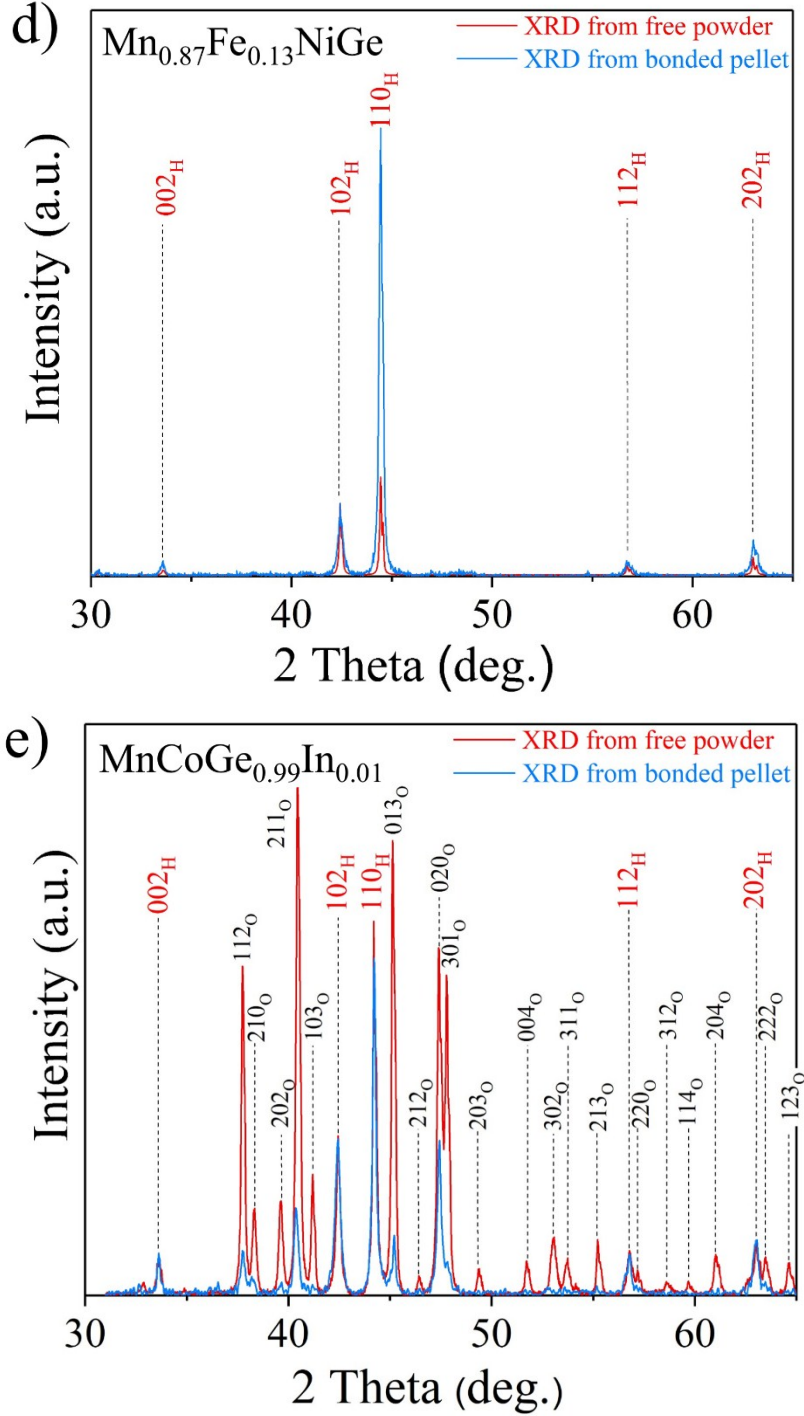 d)
Mn0.87Fe0.13NiGe
XRD from free powder
XRD from bonded pellet
002H
102H
110H
112H
202H
Intensity (a.u.)
30
40
50
60
2 Theta (deg.)
e)
MnCoGe0.99In0.01
XRD from free powder
XRD from bonded pellet
002H
112O
210O
202O
211O
103O
102H
110H
013O
212O
020O
301O
203O
004O
302O
311O
213O
112H
220O
312O
114O
204O
202H
222O
123O
Intensity (a.u.)
30
40
50
60
2 Theta (deg.)